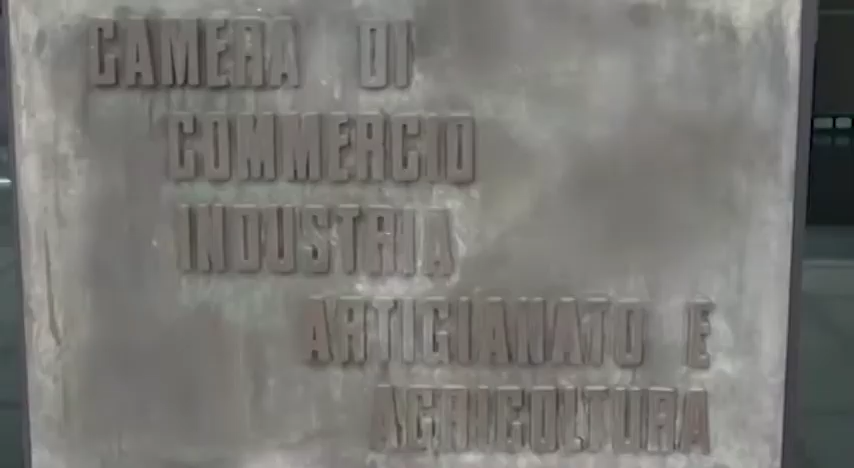 CAMERA DI
COMMERCIO
INDUSTRIA
ARTIGIANATO E
AGRICOLTURA